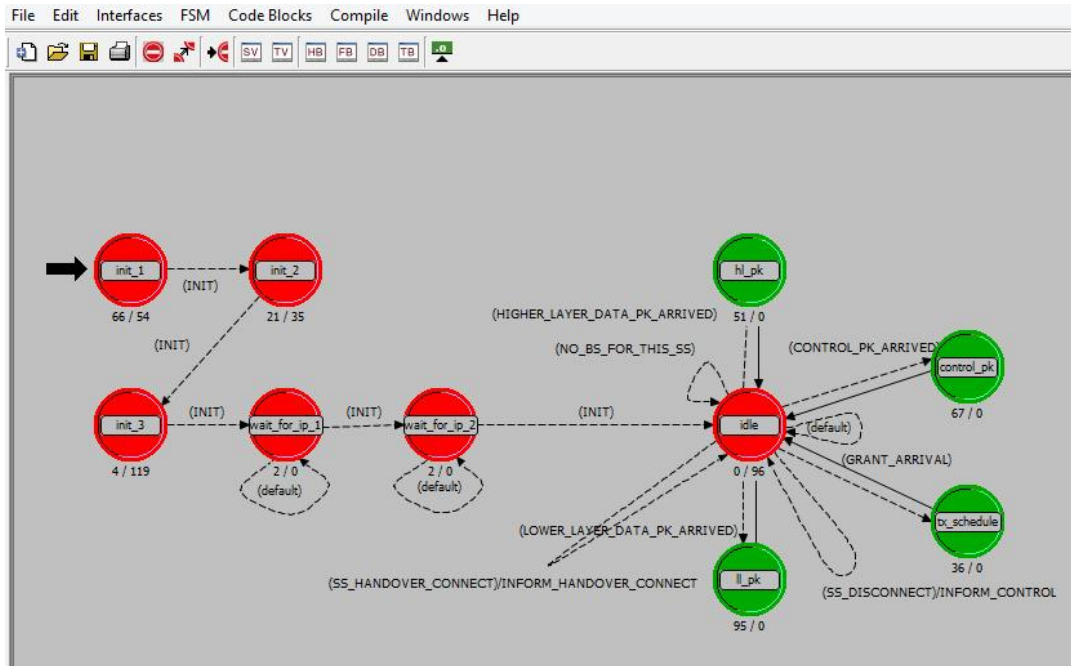 File Edit Interfaces FSM Code Blocks Compile Windows Help
SV TV HB FB DB TB .0
init_1
66 / 54
(INIT)
init_2
21 / 35
(INIT)
init_3
4 / 119
(INIT)
wait_for_ip_1
2 / 0
(default)
(INIT)
wait_for_ip_2
2 / 0
(default)
(INIT)
hl_pk
51 / 0
(HIGHER_LAYER_DATA_PK_ARRIVED)
(NO_BS_FOR_THIS_SS)
(CONTROL_PK_ARRIVED)
control_pk
67 / 0
idle
0 / 96
(default)
(GRANT_ARRIVAL)
tx_schedule
36 / 0
(LOWER_LAYER_DATA_PK_ARRIVED)
ll_pk
95 / 0
(SS_HANDOVER_CONNECT)/INFORM_HANDOVER_CONNECT
(SS_DISCONNECT)/INFORM_CONTROL